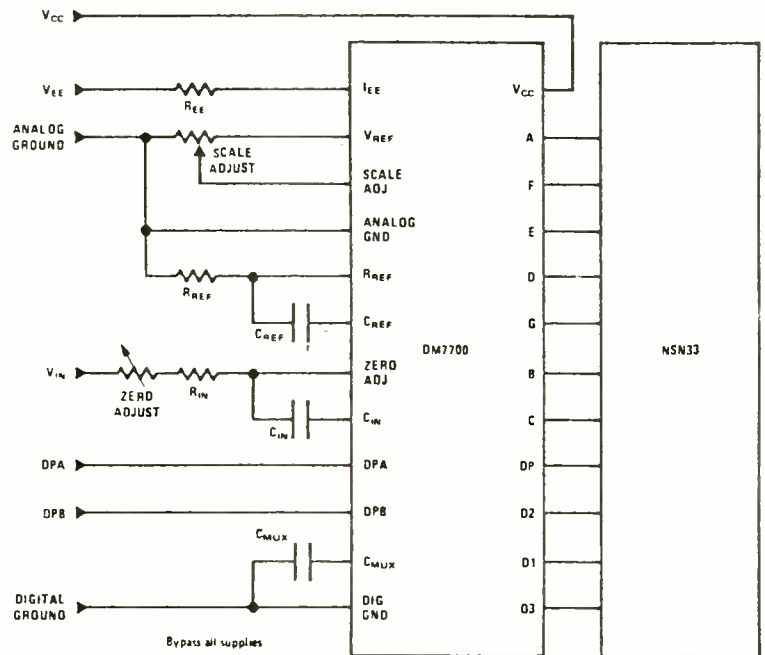 VCC
VEE
REE
IEE
VCC
ANALOG
GROUND
SCALE
ADJUST
VREF
A
SCALE
ADJ
F
ANALOG
GND
E
RREF
RREF
D
CREF
CREF
G
DM7700
NSN33
VIN
ZERO
ADJUST
RIN
ZERO
ADJ
B
CIN
CIN
C
DPA
DPA
DP
DPB
DPB
D2
CMUX
CMUX
D1
DIGITAL
GROUND
DIG
GND
D3
Bypass all supplies